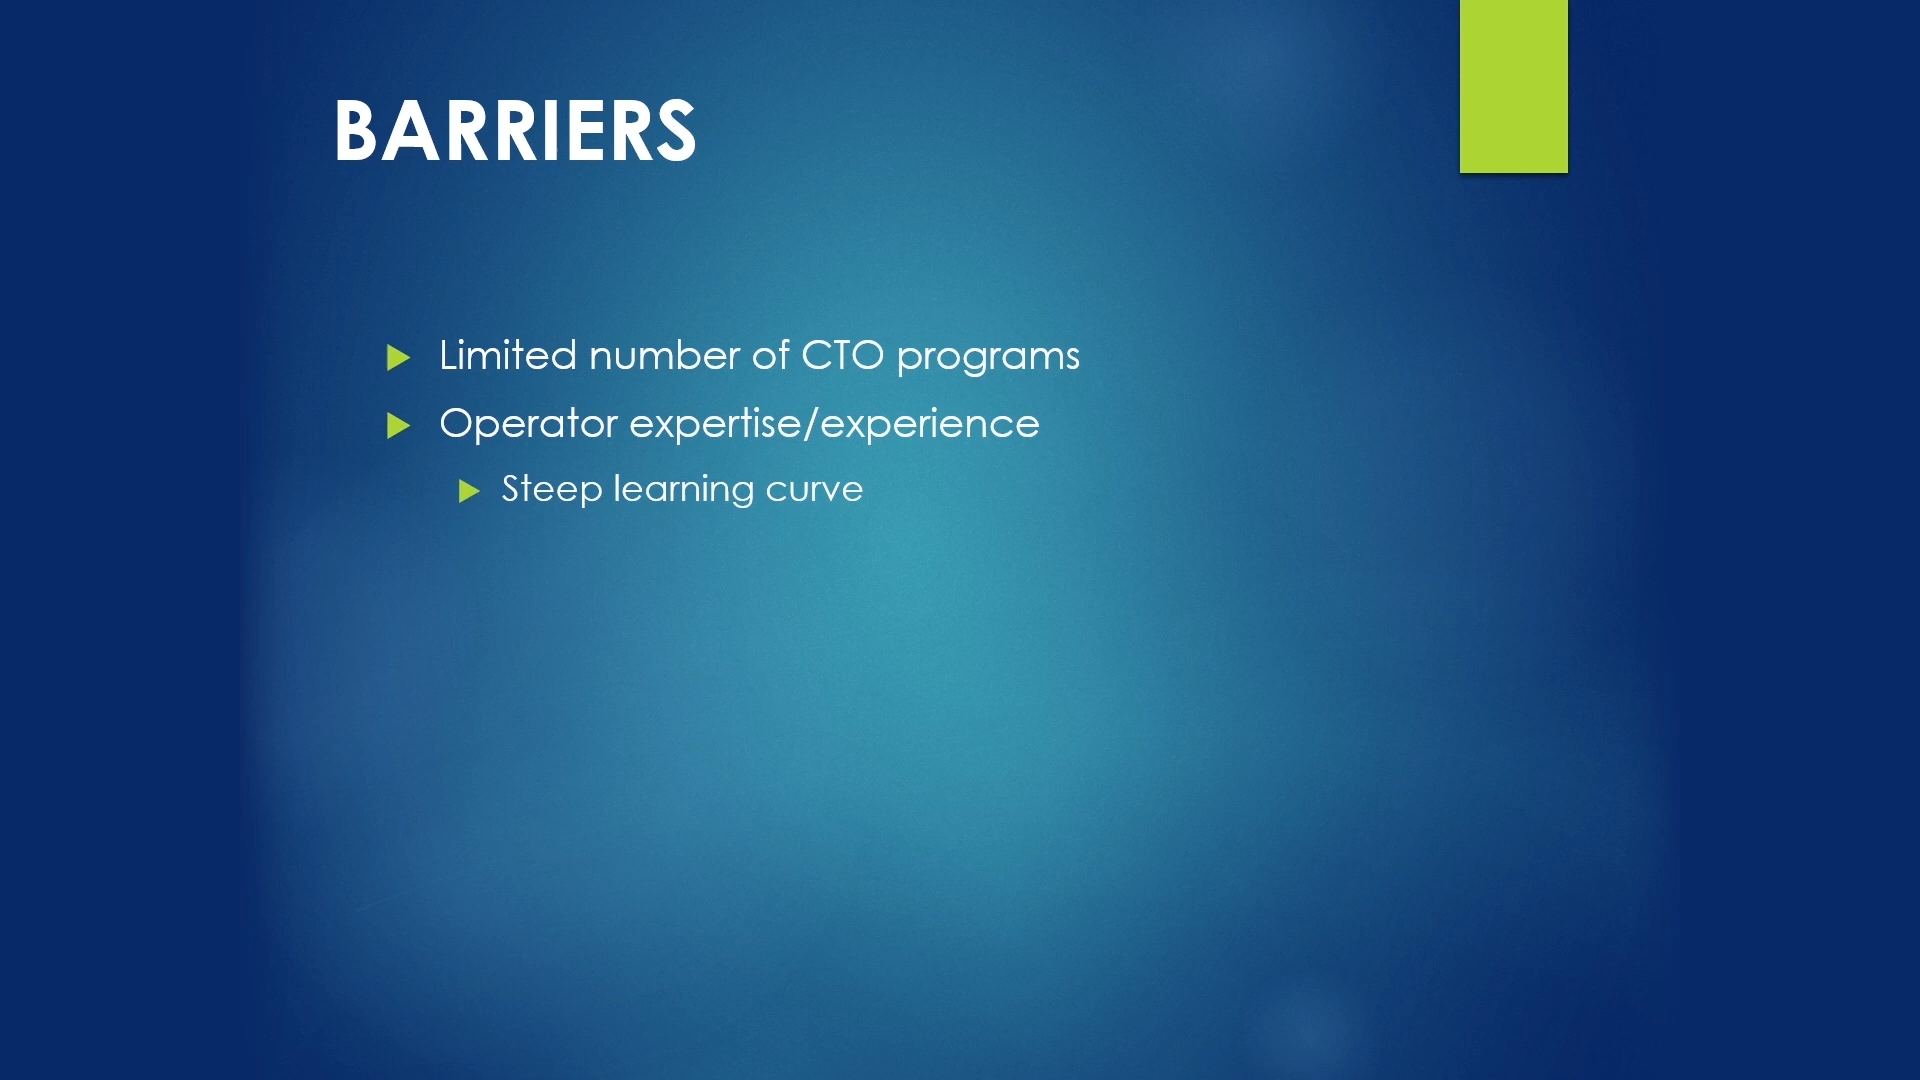 BARRIERS
Limited number of CTO programs
Operator expertise/experience
Steep learning curve